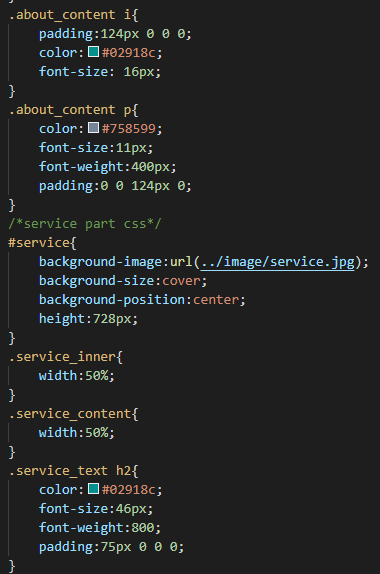 .about_content i{
padding:124px 0 0 0;
color:#02918c;
font-size: 16px;
}
.about_content p{
color:#758599;
font-size:11px;
font-weight:400px;
padding:0 0 124px 0;
}
/*service part css*/
#service{
background-image:url(../image/service.jpg);
background-size:cover;
background-position:center;
height:728px;
}
.service_inner{
width:50%;
}
.service_content{
width:50%;
}
.service_text h2{
color:#02918c;
font-size:46px;
font-weight:800;
padding:75px 0 0 0;
}